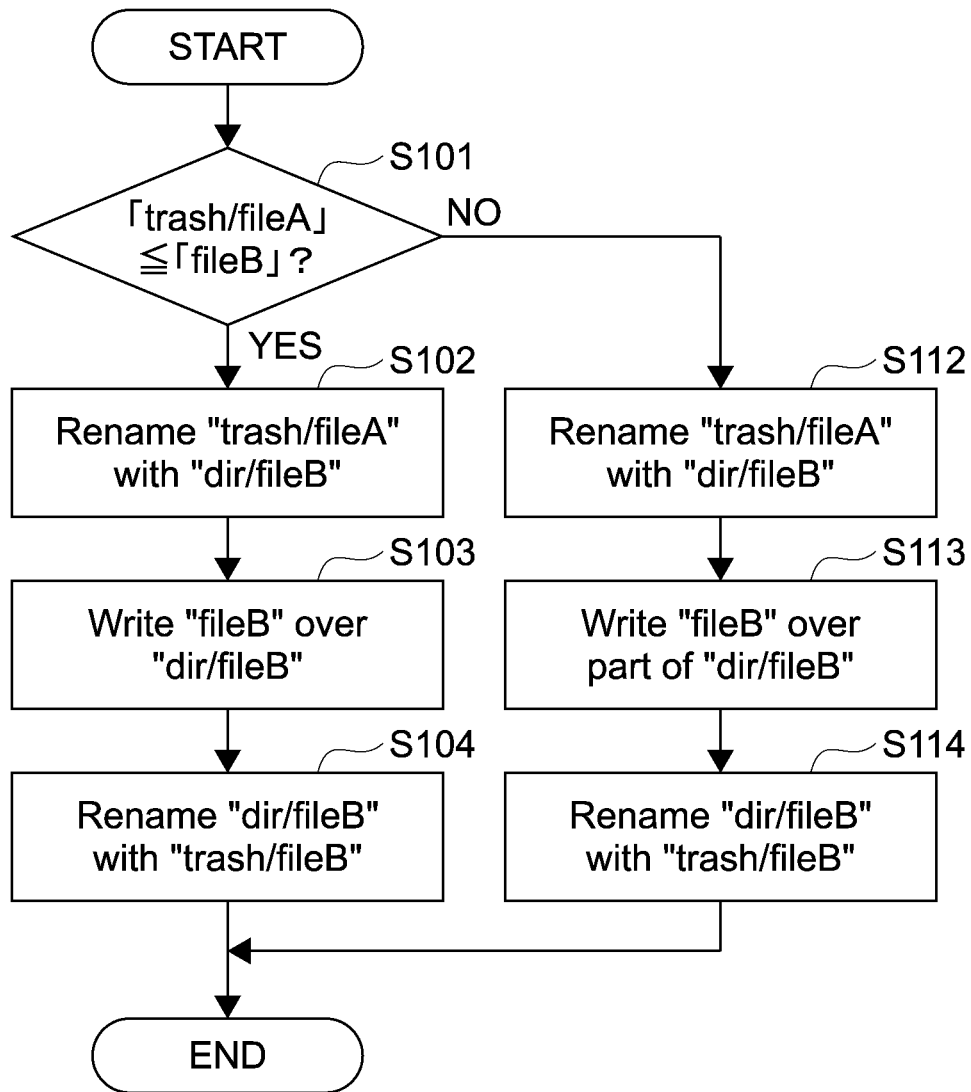 START
S101
「trash/fileA」
≦「fileB」?
NO
YES
S102
Rename "trash/fileA"
with "dir/fileB"
S112
Rename "trash/fileA"
with "dir/fileB"
S103
Write "fileB" over
"dir/fileB"
S113
Write "fileB" over
part of "dir/fileB"
S104
Rename "dir/fileB"
with "trash/fileB"
S114
Rename "dir/fileB"
with "trash/fileB"
END